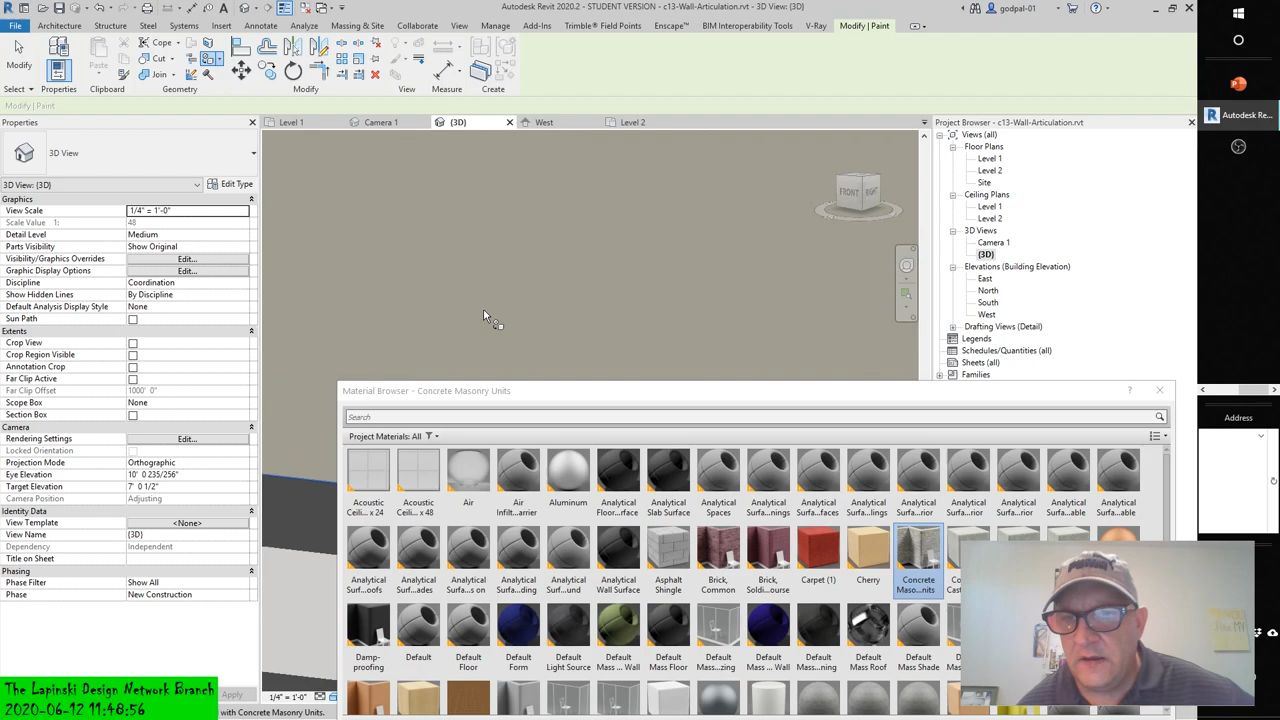 Autodesk Revit 2020.2 - STUDENT VERSION - c13-Wall-Articulation.rvt - 3D View: {3D}
godpal-01
File Architecture Structure Steel Systems Insert Annotate Analyze Massing & Site Collaborate View Manage Add-Ins Trimble® Field Points Enscape™ BIM Interoperability Tools V-Ray Modify | Paint
Cope
Cut
Join
Modify Paste
Select Properties Clipboard Geometry Modify View Measure Create
Modify | Paint
Properties
Level 1 Camera 1 {3D} West Level 2
Project Browser - c13-Wall-Articulation.rvt
3D View
3D View: {3D} Edit Type
Graphics
View Scale 1/4" = 1'-0"
Scale Value 1: 48
Detail Level Medium
Parts Visibility Show Original
Visibility/Graphics Overrides Edit...
Graphic Display Options Edit...
Discipline Coordination
Show Hidden Lines By Discipline
Default Analysis Display Style None
Sun Path
Extents
Crop View
Crop Region Visible
Annotation Crop
Far Clip Active
Far Clip Offset 1000' 0"
Scope Box None
Section Box
Camera
Rendering Settings Edit...
Locked Orientation
Projection Mode Orthographic
Eye Elevation 10' 0 235/256"
Target Elevation 7' 0 1/2"
Camera Position Adjusting
Identity Data
View Template <None>
View Name {3D}
Dependency Independent
Title on Sheet
Phasing
Phase Filter Show All
Phase New Construction
Apply
1/4" = 1'-0"
with Concrete Masonry Units.
FRONT RIGHT
Views (all)
Floor Plans
Level 1
Level 2
Site
Ceiling Plans
Level 1
Level 2
3D Views
Camera 1
{3D}
Elevations (Building Elevation)
East
North
South
West
Drafting Views (Detail)
Legends
Schedules/Quantities (all)
Sheets (all)
Families
Material Browser - Concrete Masonry Units
Search
Project Materials: All
Acoustic Ceili... x 24
Acoustic Ceili... x 48
Air
Air Infilt...arrier
Aluminum
Analytical Floor...rface
Analytical Slab Surface
Analytical Spaces
Analytical Surfa...nings
Analytical Surf...faces
Analytical Surfa...lings
Analytical Surfa...rior
Analytical Surfa...rior
Analytical Surf...able
Analytical Surf...able
Analytical Surf...oofs
Analytical Surf...ades
Analytical Surfa...s on
Analytical Surfa...ding
Analytical Surf...und
Analytical Wall Surface
Asphalt Shingle
Brick, Common
Brick, Soldi...ourse
Carpet (1)
Cherry
Concrete Maso...nits
Damp-proofing
Default
Default Floor
Default Form
Default Light Source
Default Mass ... Wall
Default Mass Floor
Default Mass...zing
Default Mass ... Wall
Default Mass...ning
Default Mass Roof
Default Mass Shade
Autodesk Re...
Address
The Lapinski Design Network Branch
2020-06-12 11:48:56